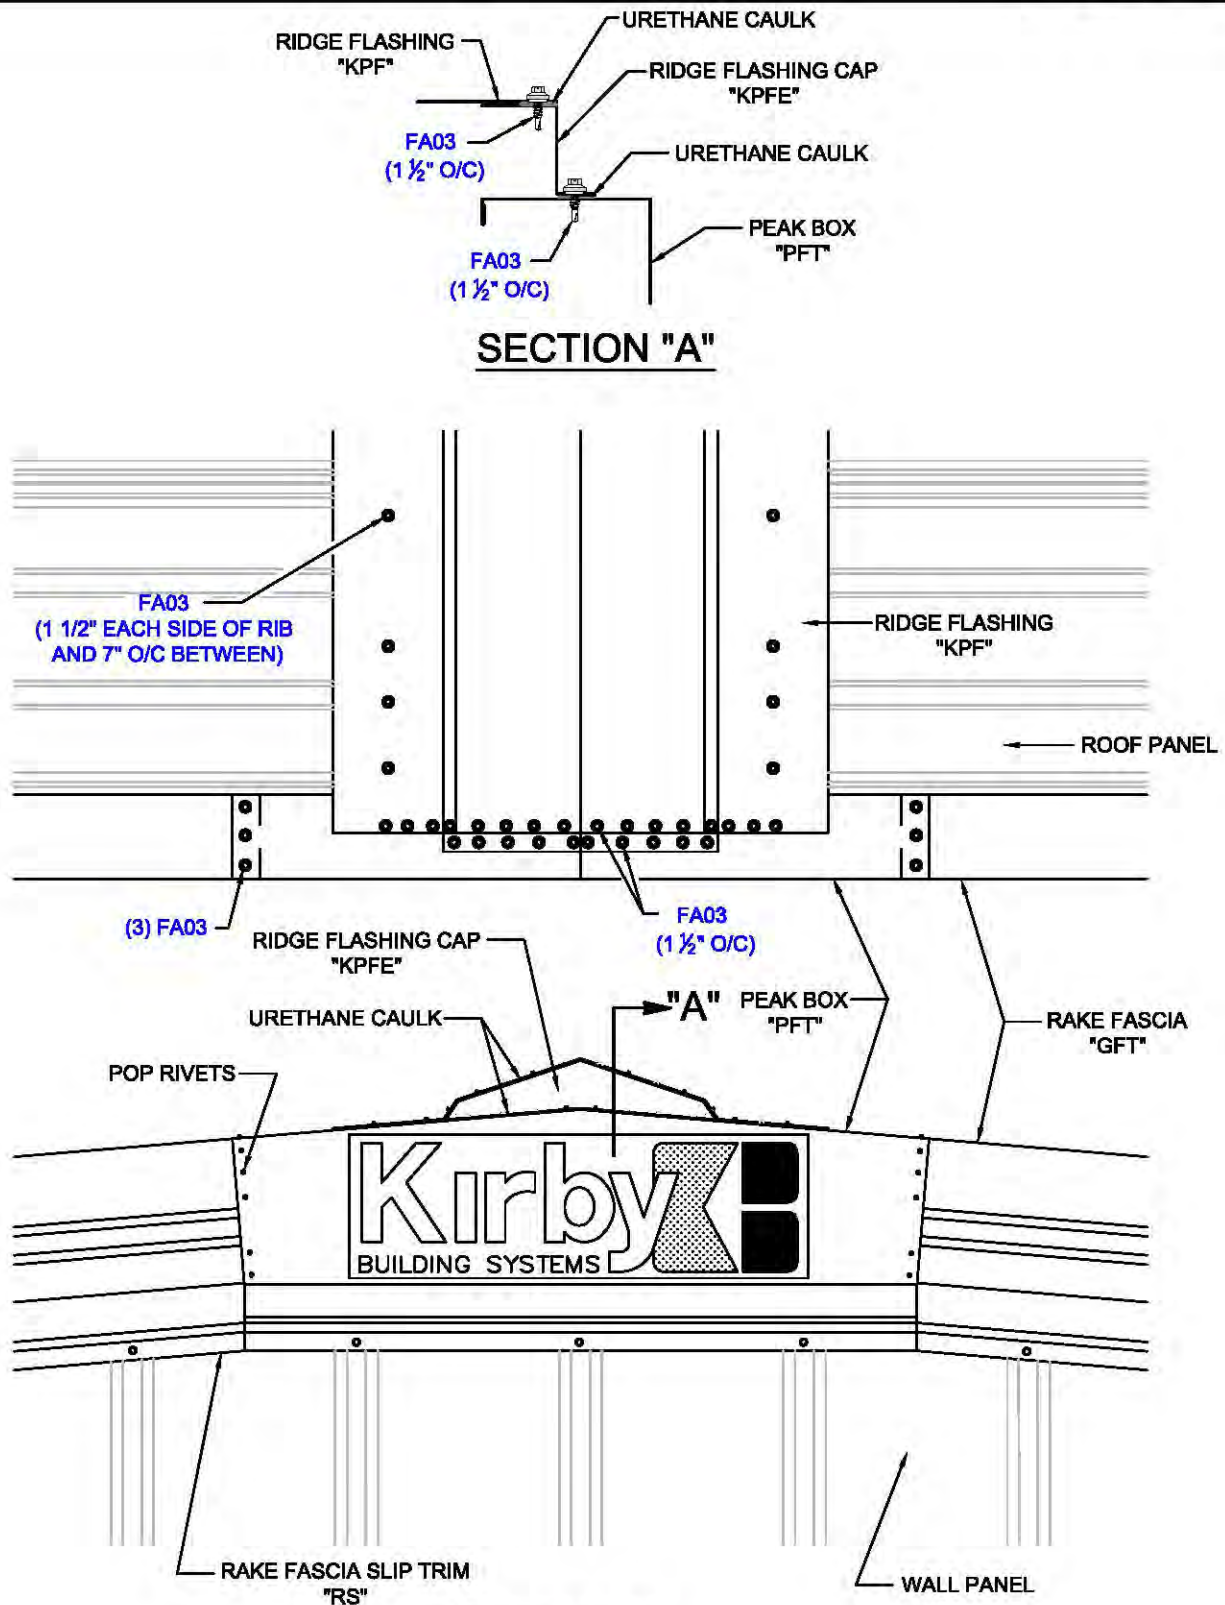 RIDGE FLASHING
"KPF"
URETHANE CAULK
RIDGE FLASHING CAP
"KPFE"
FA03
(1 ½" O/C)
URETHANE CAULK
PEAK BOX
"PFT"
FA03
(1 ½" O/C)
SECTION "A"
FA03
(1 1/2" EACH SIDE OF RIB
AND 7" O/C BETWEEN)
RIDGE FLASHING
"KPF"
ROOF PANEL
(3) FA03
FA03
(1 ½" O/C)
RIDGE FLASHING CAP
"KPFE"
"A"
PEAK BOX
"PFT"
URETHANE CAULK
RAKE FASCIA
"GFT"
POP RIVETS
Kirby
BUILDING SYSTEMS
RAKE FASCIA SLIP TRIM
"RS"
WALL PANEL